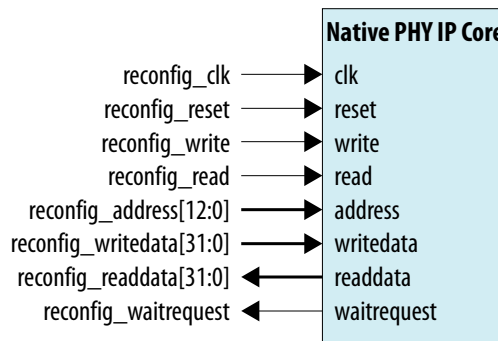 Native PHY IP Core
reconfig_clk clk
reconfig_reset reset
reconfig_write write
reconfig_read read
reconfig_address[12:0] address
reconfig_writedata[31:0] writedata
reconfig_readdata[31:0] readdata
reconfig_waitrequest waitrequest